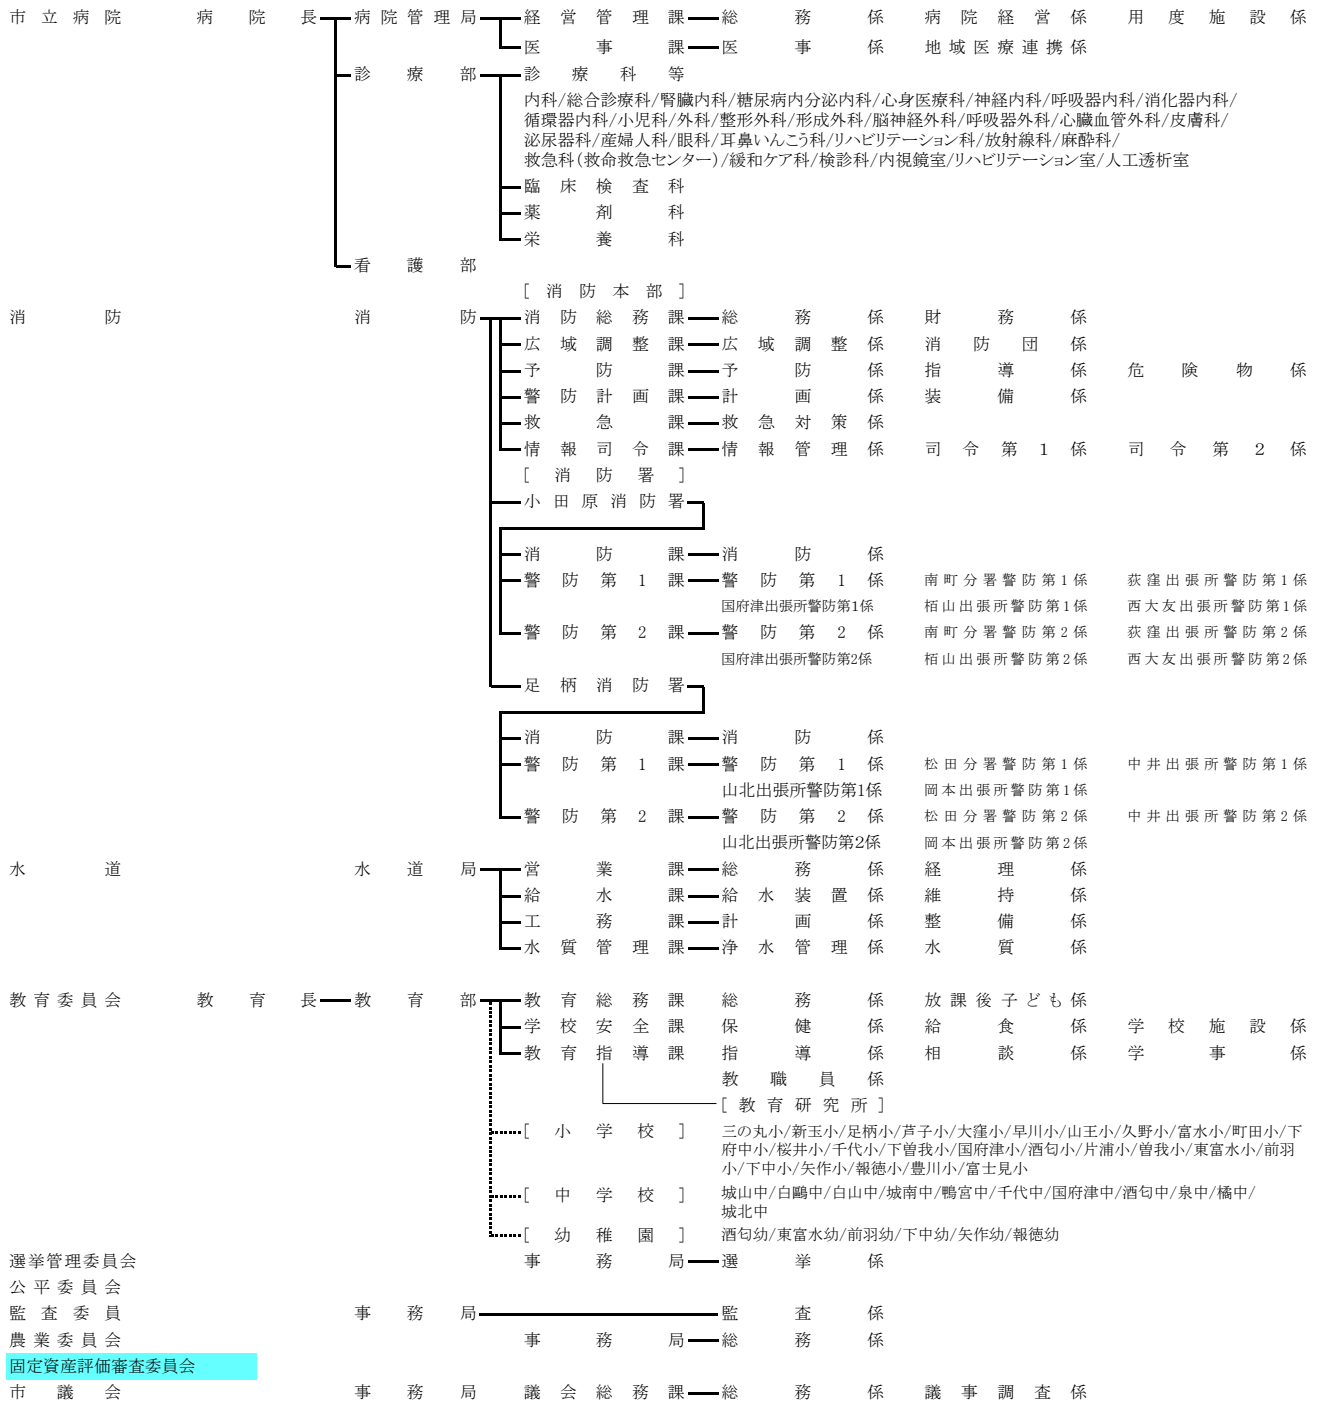 市立病院 病院長 病院管理局 経営管理課 総務係 病院経営係 用度施設係
医事課 医事係 地域医療連携係
診療部 診療科等
内科/総合診療科/腎臓内科/糖尿病内分泌内科/心身医療科/神経内科/呼吸器内科/消化器内科/
循環器内科/小児科/外科/整形外科/形成外科/脳神経外科/呼吸器外科/心臓血管外科/皮膚科/
泌尿器科/産婦人科/眼科/耳鼻いんこう科/リハビリテーション科/放射線科/麻酔科/
救急科(救命救急センター)/緩和ケア科/検診科/内視鏡室/リハビリテーション室/人工透析室
臨床検査科
薬剤科
栄養科
看護部
[消防本部]
消防 消防 消防総務課 総務係 財務係
広域調整課 広域調整係 消防団係
予防課 予防係 指導係 危険物係
警防計画課 計画係 装備係
救急課 救急対策係
情報司令課 情報管理係 司令第1係 司令第2係
[消防署]
小田原消防署
消防課 消防係
警防第1課 警防第1係 南町分署警防第1係 荻窪出張所警防第1係
国府津出張所警防第1係 栢山出張所警防第1係 西大友出張所警防第1係
警防第2課 警防第2係 南町分署警防第2係 荻窪出張所警防第2係
国府津出張所警防第2係 栢山出張所警防第2係 西大友出張所警防第2係
足柄消防署
消防課 消防係
警防第1課 警防第1係 松田分署警防第1係 中井出張所警防第1係
山北出張所警防第1係 岡本出張所警防第1係
警防第2課 警防第2係 松田分署警防第2係 中井出張所警防第2係
山北出張所警防第2係 岡本出張所警防第2係
水道 水道局 営業課 総務係 経理係
給水課 給水装置係 維持係
工務課 計画係 整備係
水質管理課 浄水管理係 水質係
教育委員会 教育長 教育部 教育総務課 総務係 放課後子ども係
学校安全課 保健係 給食係 学校施設係
教育指導課 指導係 相談係 学事係
教職員係
[教育研究所]
[小学校] 三の丸小/新玉小/足柄小/芦子小/大窪小/早川小/山王小/久野小/富水小/町田小/下
府中小/桜井小/千代小/下曽我小/国府津小/酒匂小/片浦小/曽我小/東富水小/前羽
小/下中小/矢作小/報徳小/豊川小/富士見小
[中学校] 城山中/白鷗中/白山中/城南中/鴨宮中/千代中/国府津中/酒匂中/泉中/橘中/
城北中
[幼稚園] 酒匂幼/東富水幼/前羽幼/下中幼/矢作幼/報徳幼
選挙管理委員会 事務局 選挙係
公平委員会
監査委員 事務局 監査係
農業委員会 事務局 総務係
固定資産評価審査委員会
市議会 事務局 議会総務課 総務係 議事調査係